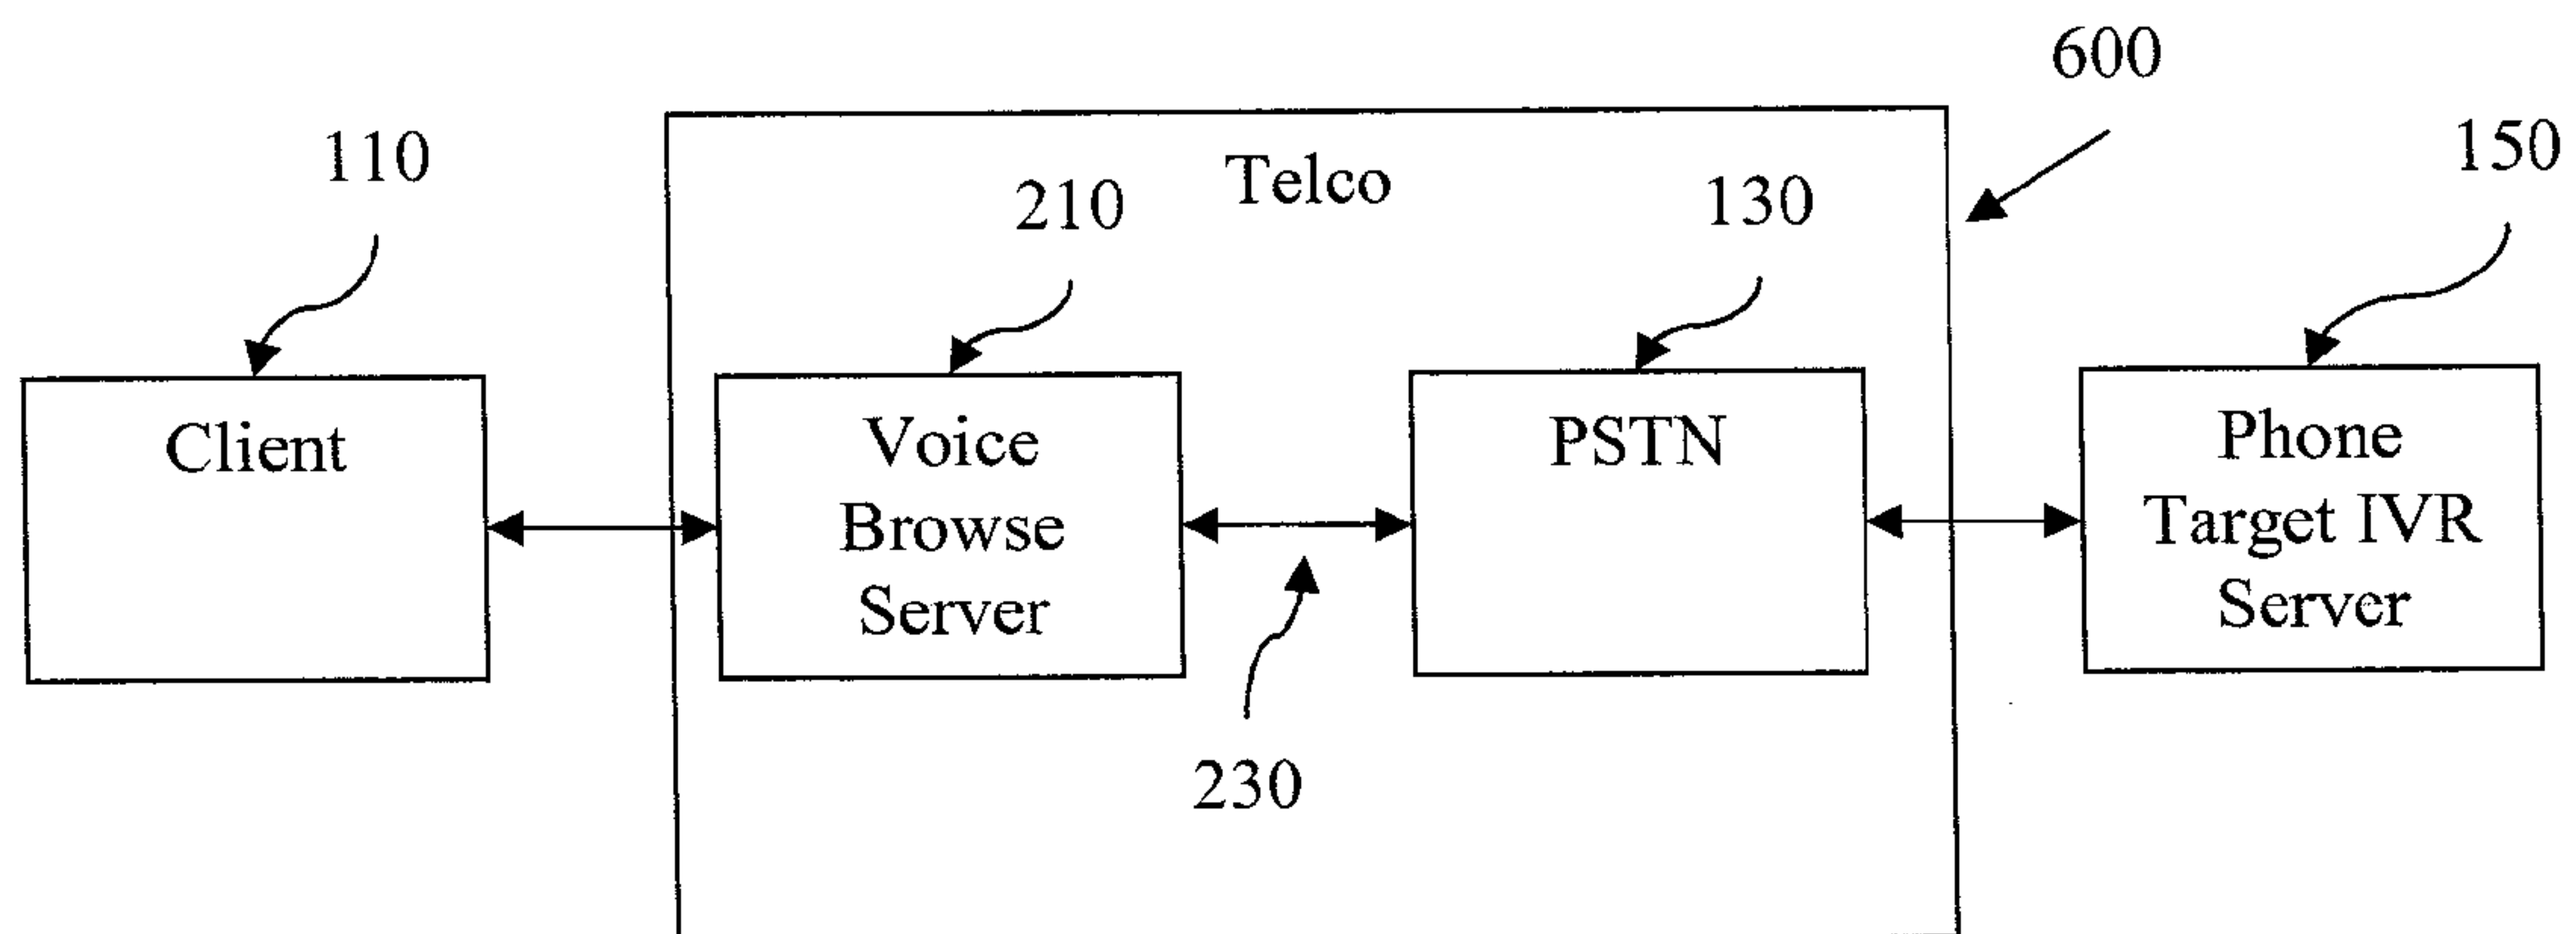 600
110
150
Telco
210
130
Client
Voice
Browse
Server
PSTN
Phone
Target IVR
Server
230